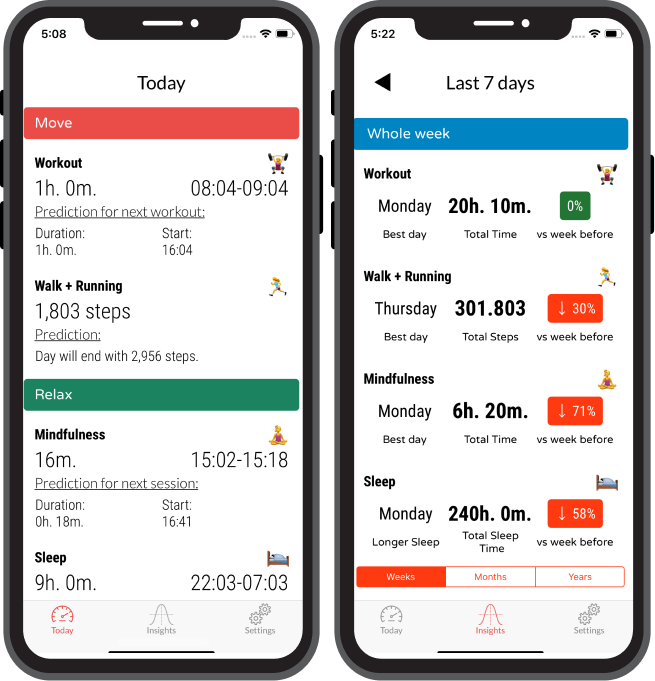 5:08
Today
Move
Workout
1h. 0m. 08:04-09:04
Prediction for next workout:
Duration: Start:
1h. 0m. 16:04
Walk + Running
1,803 steps
Prediction:
Day will end with 2,956 steps.
Relax
Mindfulness
16m. 15:02-15:18
Prediction for next session:
Duration: Start:
0h. 18m. 16:41
Sleep
9h. 0m. 22:03-07:03
Today Insights Settings
5:22
Last 7 days
Whole week
Workout
Monday 20h. 10m. 0%
Best day Total Time vs week before
Walk + Running
Thursday 301.803 ↓ 30%
Best day Total Steps vs week before
Mindfulness
Monday 6h. 20m. ↓ 71%
Best day Total Time vs week before
Sleep
Monday 240h. 0m. ↓ 58%
Longer Sleep Total Sleep vs week before
Time
Weeks Months Years
Today Insights Settings